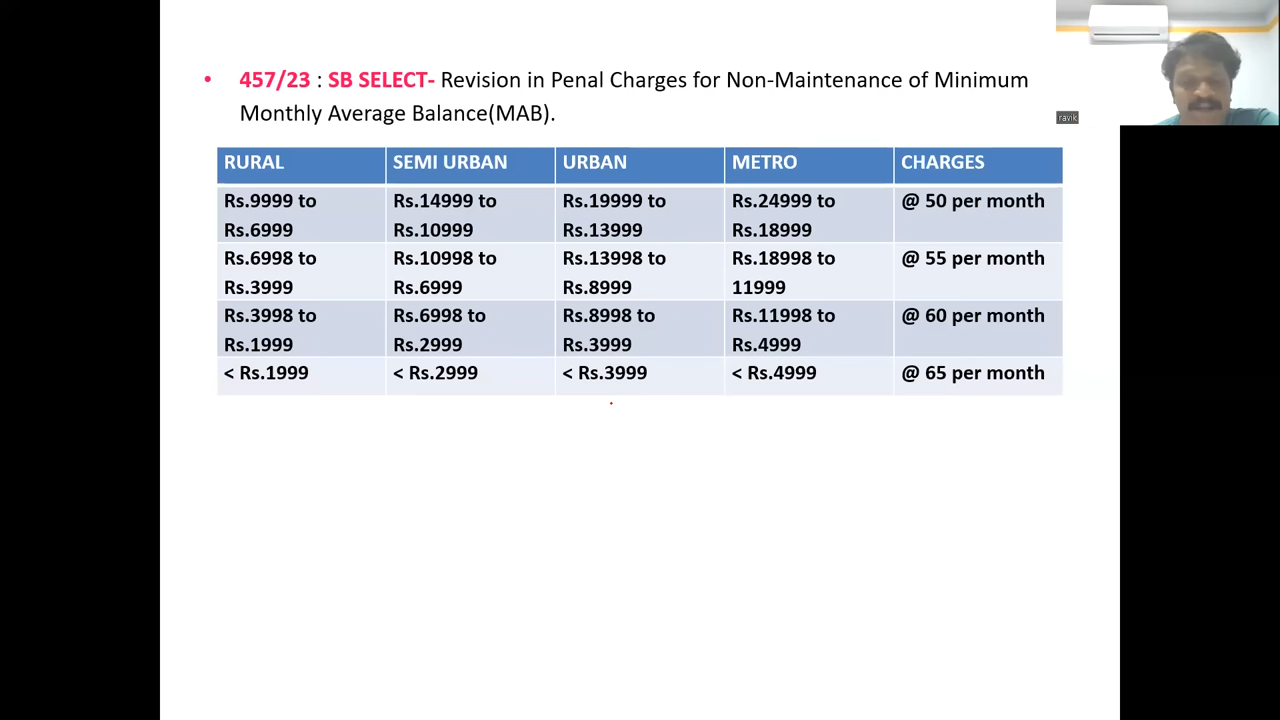 • 457/23 : SB SELECT- Revision in Penal Charges for Non-Maintenance of Minimum
Monthly Average Balance(MAB).
ravik
RURAL SEMI URBAN URBAN METRO CHARGES
Rs.9999 to Rs.14999 to Rs.19999 to Rs.24999 to @ 50 per month
Rs.6999 Rs.10999 Rs.13999 Rs.18999
Rs.6998 to Rs.10998 to Rs.13998 to Rs.18998 to @ 55 per month
Rs.3999 Rs.6999 Rs.8999 11999
Rs.3998 to Rs.6998 to Rs.8998 to Rs.11998 to @ 60 per month
Rs.1999 Rs.2999 Rs.3999 Rs.4999
< Rs.1999 < Rs.2999 < Rs.3999 < Rs.4999 @ 65 per month